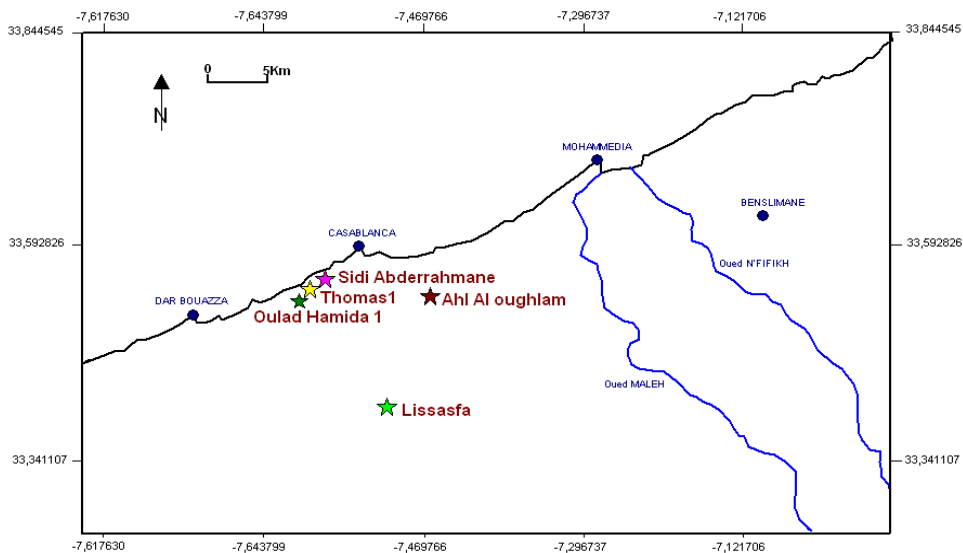 -7,617630 -7,643799 -7,469766 -7,296737 -7,121706
33,844545 33,844545
0 5Km
N
MOHAMMEDIA
BENSLIMANE
CASABLANCA
33,592826 33,592826
Oued N'FIFIKH
Sidi Abderrahmane
DAR BOUAZZA Thomas1 Ahl Al oughlam
Oulad Hamida 1
Oued MALEH
Lissasfa
33,341107 33,341107
-7,617630 -7,643799 -7,469766 -7,296737 -7,121706